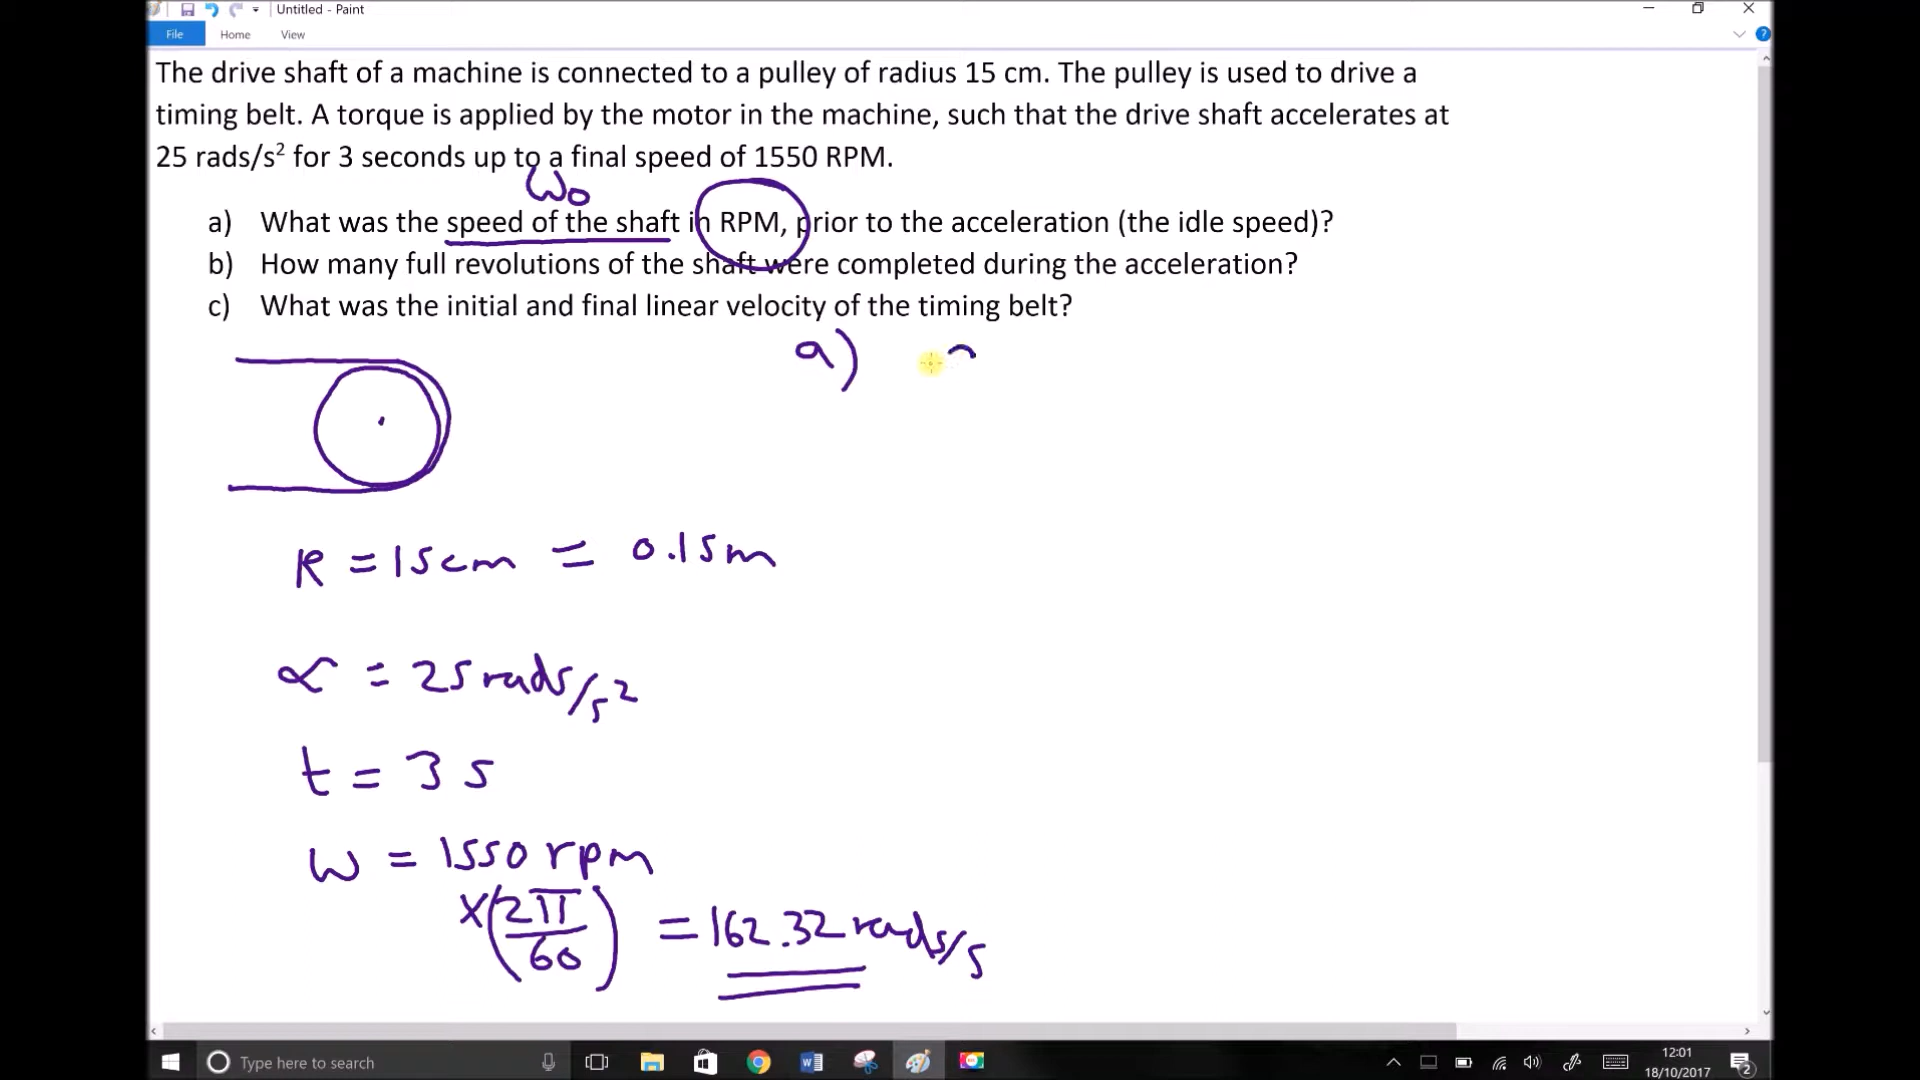 Untitled - Paint
File Home View
The drive shaft of a machine is connected to a pulley of radius 15 cm. The pulley is used to drive a
timing belt. A torque is applied by the motor in the machine, such that the drive shaft accelerates at
25 rads/s² for 3 seconds up to a final speed of 1550 RPM.
ω₀
a) What was the speed of the shaft in RPM, prior to the acceleration (the idle speed)?
b) How many full revolutions of the shaft were completed during the acceleration?
c) What was the initial and final linear velocity of the timing belt?
a)
R = 15cm = 0.15m
α = 25 rads/s²
t = 3 s
ω = 1550 rpm
×(2π/60) = 162.32 rads/s
Type here to search
12:01
18/10/2017
2